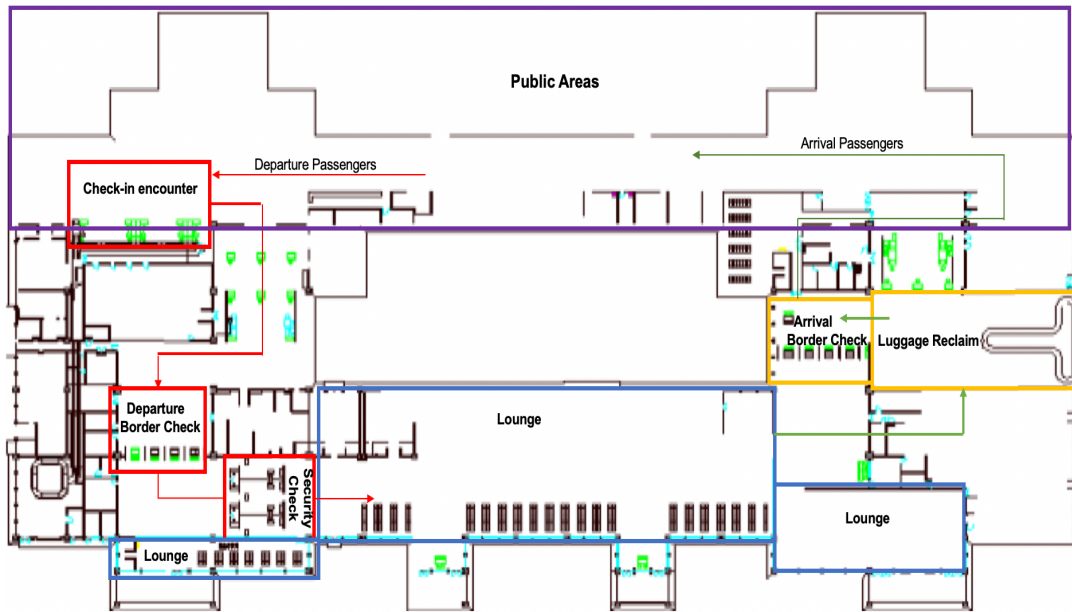 Public Areas
Departure Passengers
Arrival Passengers
Check-in encounter
Arrival
Border Check
Luggage Reclaim
Departure
Border Check
Lounge
Security
Check
Lounge
Lounge